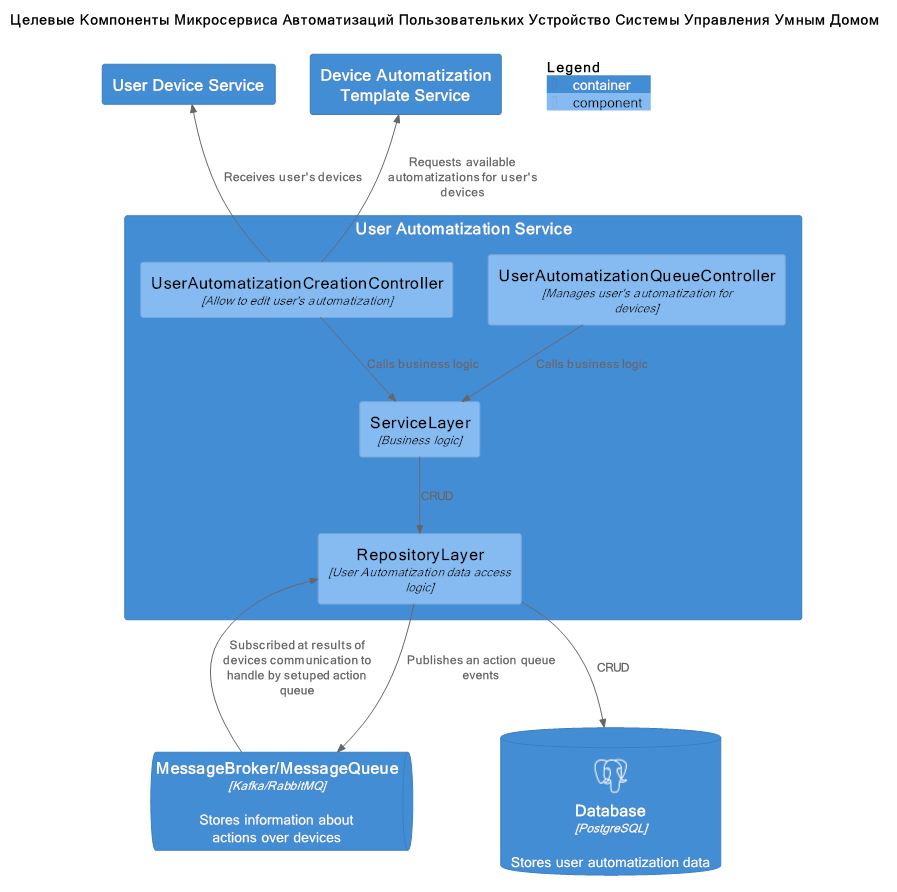 Целевые Компоненты Микросервиса Автоматизаций Пользовательких Устройство Системы Управления Умным Домом
User Device Service
Device Automatization
Template Service
Legend
container
component
Receives user's devices
Requests available
automatizations for user's
devices
User Automatization Service
UserAutomatizationCreationController
[Allow to edit user's automatization]
UserAutomatizationQueueController
[Manages user's automatization for
devices]
Calls business logic
Calls business logic
ServiceLayer
[Business logic]
CRUD
RepositoryLayer
[User Automatization data access
logic]
Subscribed at results of
devices communication to
handle by setuped action
queue
Publishes an action queue
events
CRUD
MessageBroker/MessageQueue
[Kafka/RabbitMQ]
Stores information about
actions over devices
Database
[PostgreSQL]
Stores user automatization data